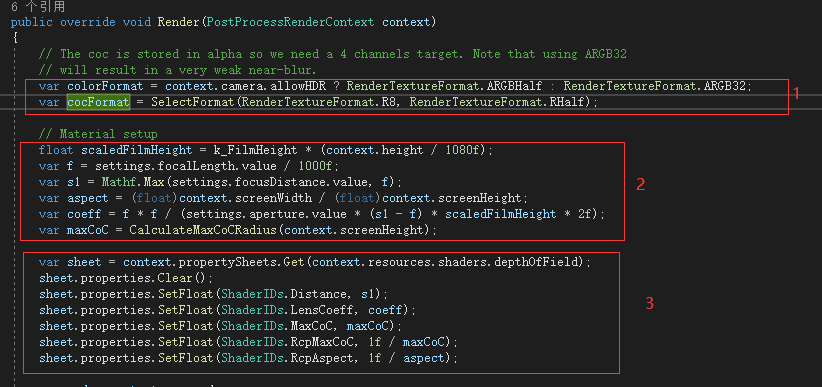 6 个引用
public override void Render(PostProcessRenderContext context)
{
// The coc is stored in alpha so we need a 4 channels target. Note that using ARGB32
// will result in a very weak near-blur.
var colorFormat = context.camera.allowHDR ? RenderTextureFormat.ARGBHalf : RenderTextureFormat.ARGB32;
1
var cocFormat = SelectFormat(RenderTextureFormat.R8, RenderTextureFormat.RHalf);
// Material setup
float scaledFilmHeight = k_FilmHeight * (context.height / 1080f);
var f = settings.focalLength.value / 1000f;
var s1 = Mathf.Max(settings.focusDistance.value, f);
2
var aspect = (float)context.screenWidth / (float)context.screenHeight;
var coeff = f * f / (settings.aperture.value * (s1 - f) * scaledFilmHeight * 2f);
var maxCoC = CalculateMaxCoCRadius(context.screenHeight);
var sheet = context.propertySheets.Get(context.resources.shaders.depthOfField);
sheet.properties.Clear();
sheet.properties.SetFloat(ShaderIDs.Distance, s1);
3
sheet.properties.SetFloat(ShaderIDs.LensCoeff, coeff);
sheet.properties.SetFloat(ShaderIDs.MaxCoC, maxCoC);
sheet.properties.SetFloat(ShaderIDs.RcpMaxCoC, 1f / maxCoC);
sheet.properties.SetFloat(ShaderIDs.RcpAspect, 1f / aspect);